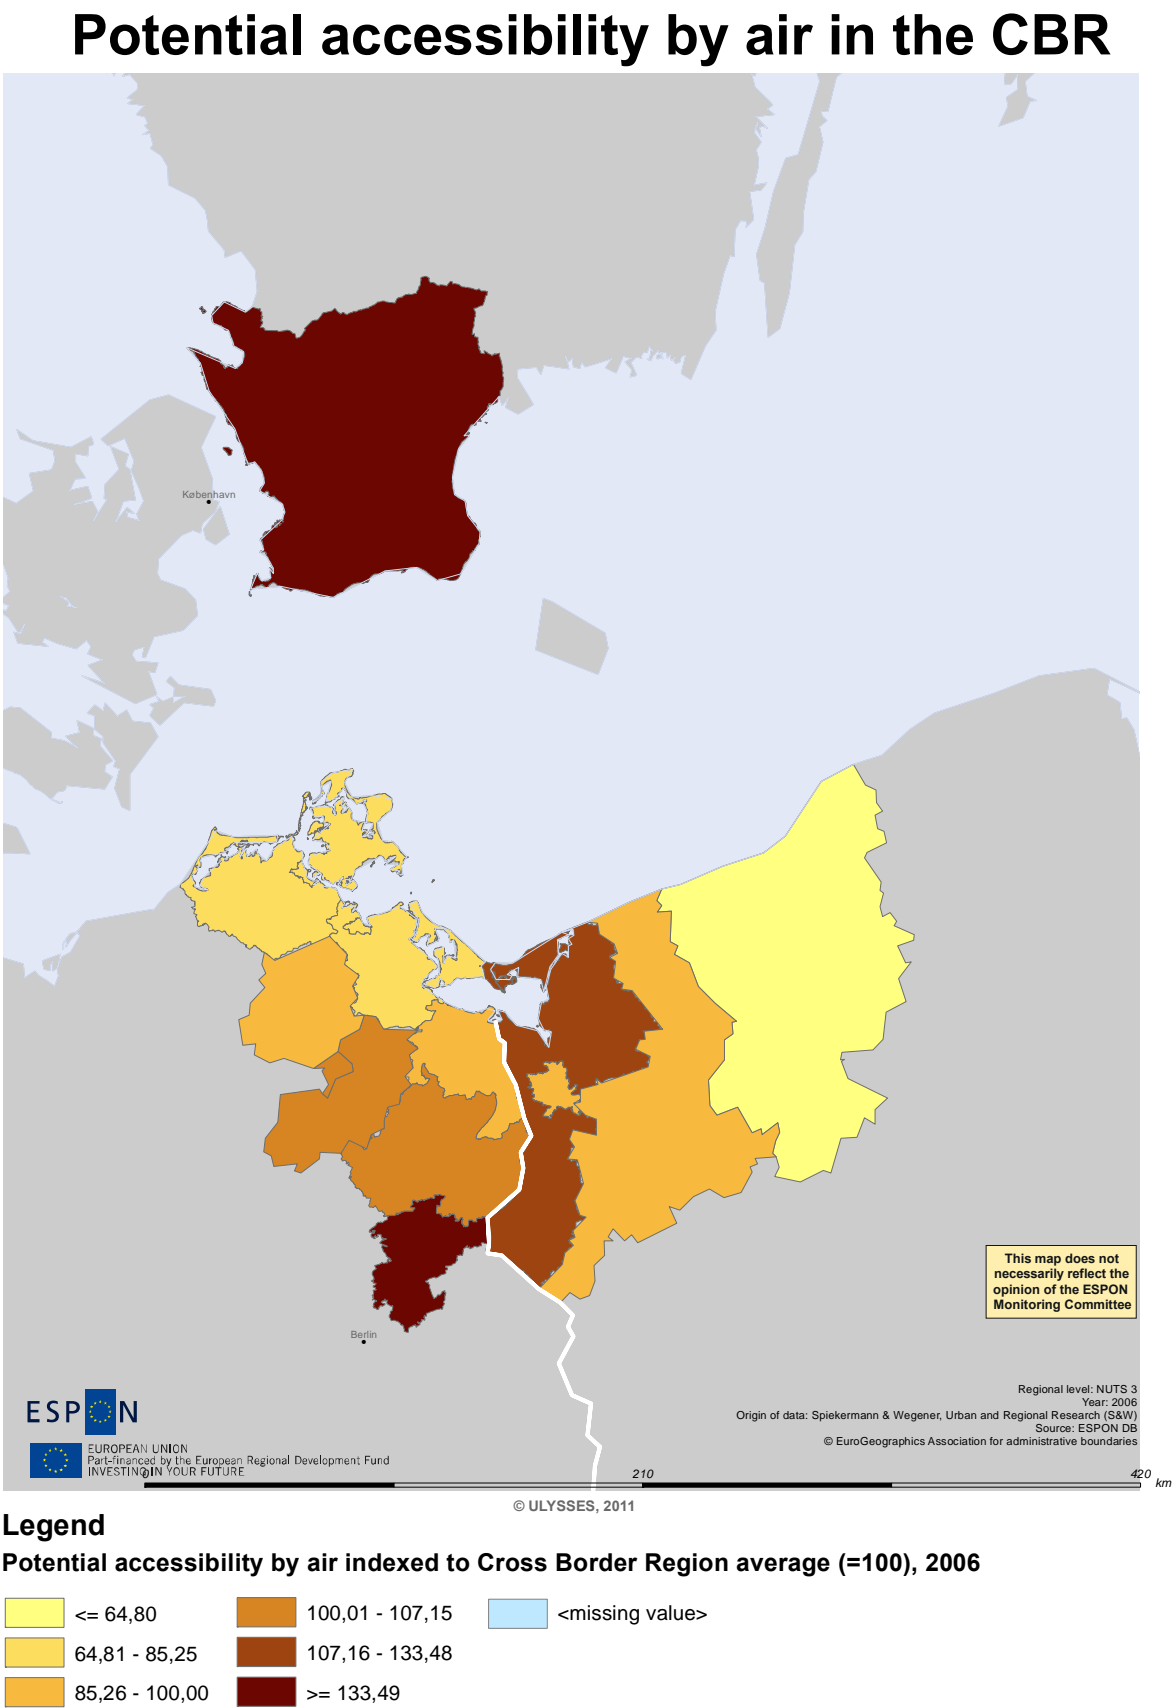 Potential accessibility by air in the CBR
København
Berlin
This map does not
necessarily reflect the
opinion of the ESPON
Monitoring Committee
ESPON
EUROPEAN UNION
Part-financed by the European Regional Development Fund
INVESTING IN YOUR FUTURE
Regional level: NUTS 3
Year: 2006
Origin of data: Spiekermann & Wegener, Urban and Regional Research (S&W)
Source: ESPON DB
© EuroGeographics Association for administrative boundaries
0 210 420 km
© ULYSSES, 2011
Legend
Potential accessibility by air indexed to Cross Border Region average (=100), 2006
<= 64,80
64,81 - 85,25
85,26 - 100,00
100,01 - 107,15
107,16 - 133,48
>= 133,49
<missing value>